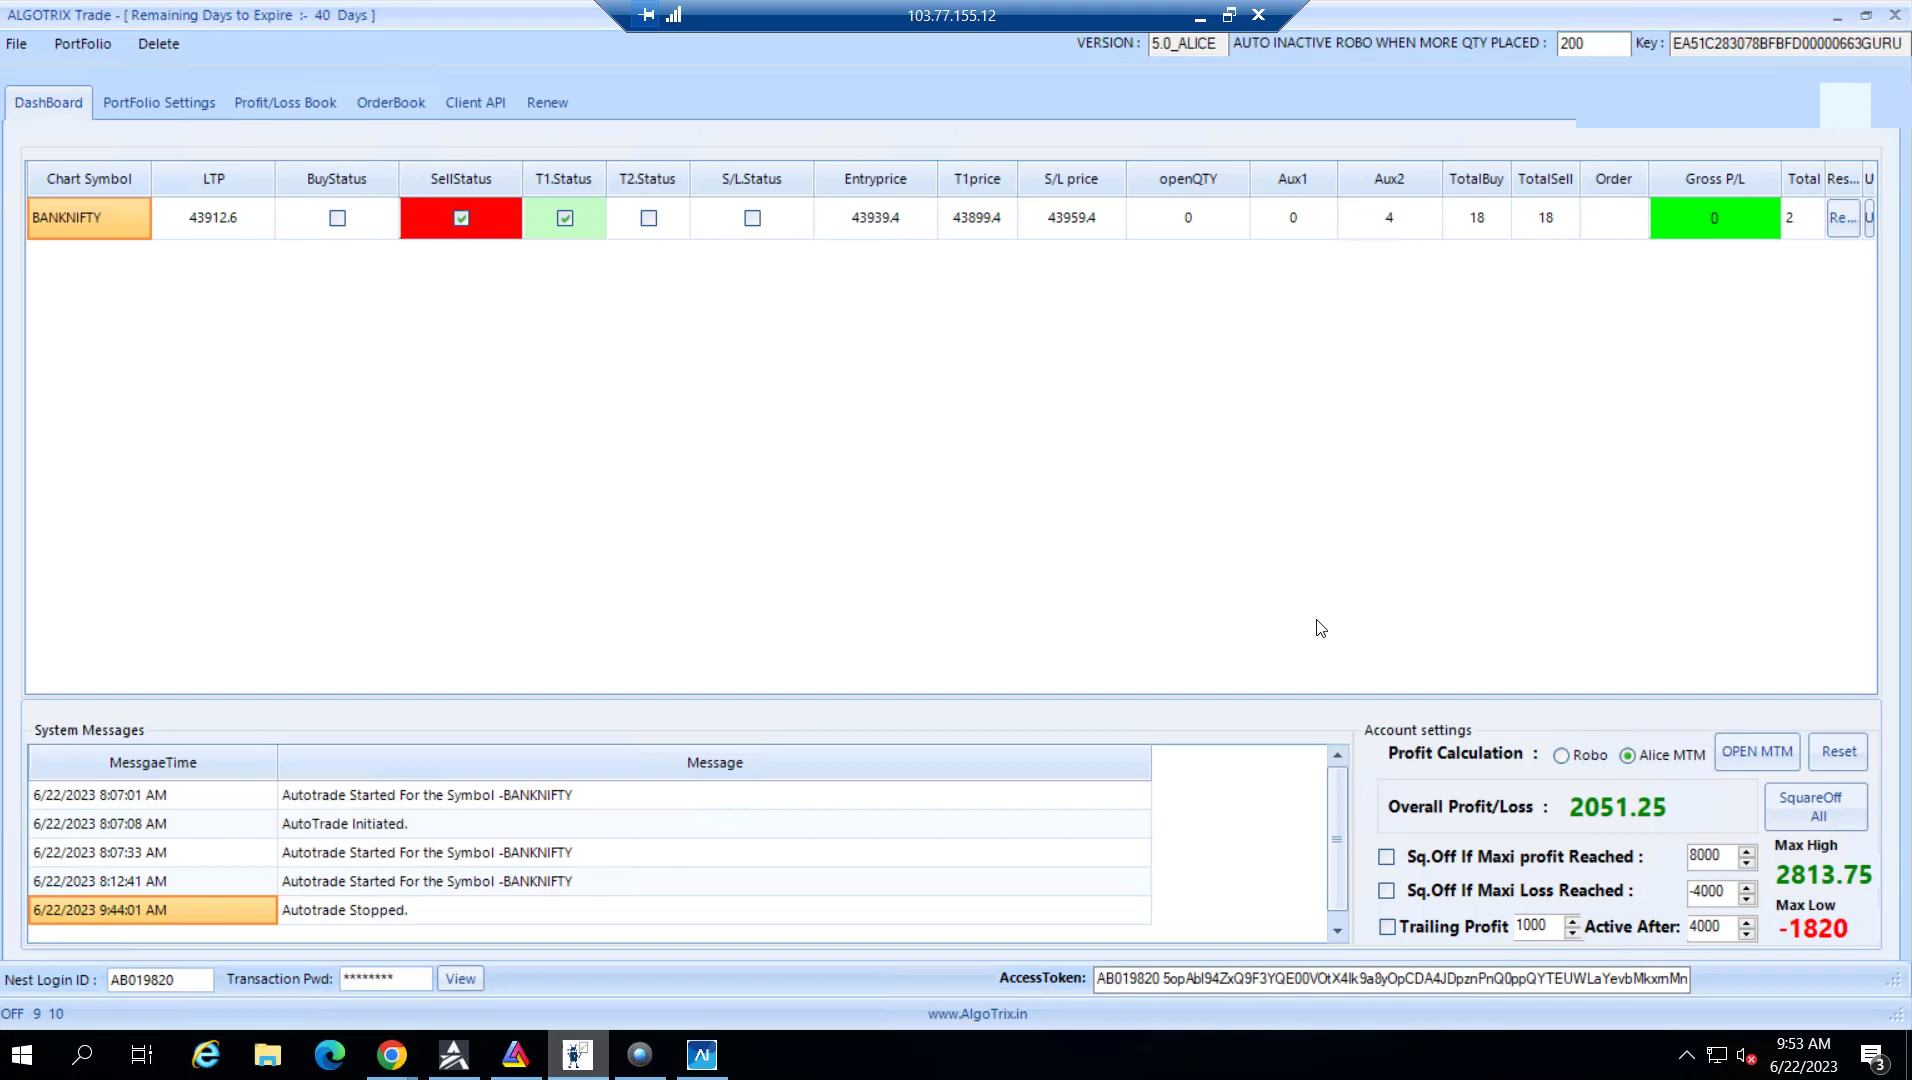 ALGOTRIX Trade - [ Remaining Days to Expire :- 40 Days ]
103.77.155.12
File PortFolio Delete
VERSION : 5.0_ALICE AUTO INACTIVE ROBO WHEN MORE QTY PLACED : 200 Key : EA51C283078BFBFD00000663GURU
DashBoard PortFolio Settings Profit/Loss Book OrderBook Client API Renew
Chart Symbol LTP BuyStatus SellStatus T1.Status T2.Status S/L.Status Entryprice T1price S/L price openQTY Aux1 Aux2 TotalBuy TotalSell Order Gross P/L Total Res... U
BANKNIFTY 43912.6 43939.4 43899.4 43959.4 0 0 4 18 18 0 2 Re... U
System Messages
MessgaeTime Message
6/22/2023 8:07:01 AM Autotrade Started For the Symbol -BANKNIFTY
6/22/2023 8:07:08 AM AutoTrade Initiated.
6/22/2023 8:07:33 AM Autotrade Started For the Symbol -BANKNIFTY
6/22/2023 8:12:41 AM Autotrade Started For the Symbol -BANKNIFTY
6/22/2023 9:44:01 AM Autotrade Stopped.
Account settings
Profit Calculation : Robo Alice MTM OPEN MTM Reset
Overall Profit/Loss : 2051.25
SquareOff
All
Sq.Off If Maxi profit Reached : 8000
Max High
2813.75
Sq.Off If Maxi Loss Reached : -4000
Max Low
-1820
Trailing Profit 1000 Active After: 4000
Nest Login ID : AB019820 Transaction Pwd: ******** View
AccessToken: AB019820 5opAbI94ZxQ9F3YQE00VOtX4Ik9a8yOpCDA4JDpznPnQ0ppQYTEUWLaYevbMkxmMn
OFF 9 10
www.AlgoTrix.in
9:53 AM
6/22/2023
3